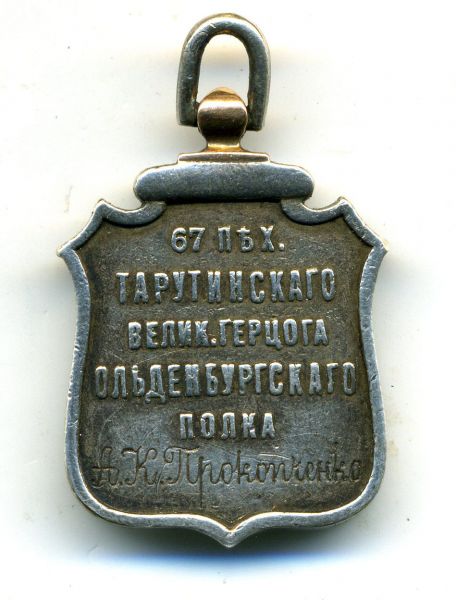 67 ПѢХ.
ТАРУТИНСКАГО
ВЕЛИК. ГЕРЦОГА
ОЛЬДЕНБУРГСКАГО
ПОЛКА
А. К. Прокопченко